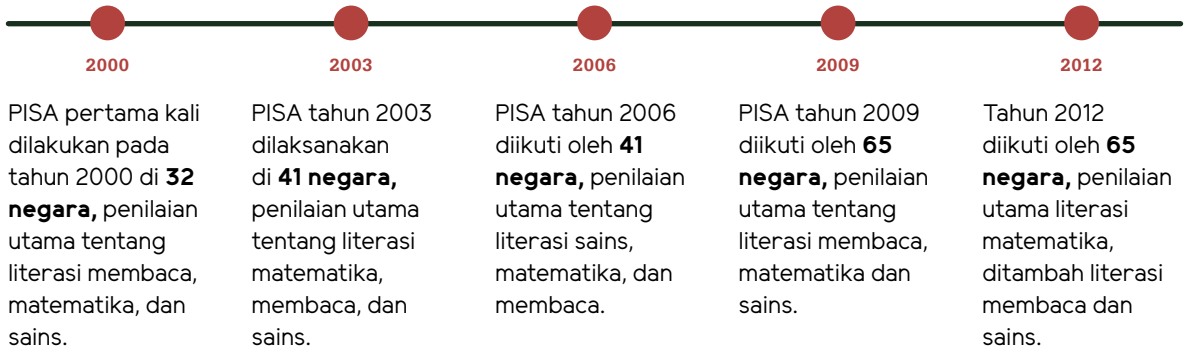 2000
PISA pertama kali
dilakukan pada
tahun 2000 di 32
negara, penilaian
utama tentang
literasi membaca,
matematika, dan
sains.
2003
PISA tahun 2003
dilaksanakan
di 41 negara,
penilaian utama
tentang literasi
matematika,
membaca, dan
sains.
2006
PISA tahun 2006
diikuti oleh 41
negara, penilaian
utama tentang
literasi sains,
matematika, dan
membaca.
2009
PISA tahun 2009
diikuti oleh 65
negara, penilaian
utama tentang
literasi membaca,
matematika dan
sains.
2012
Tahun 2012
diikuti oleh 65
negara, penilaian
utama literasi
matematika,
ditambah literasi
membaca dan
sains.